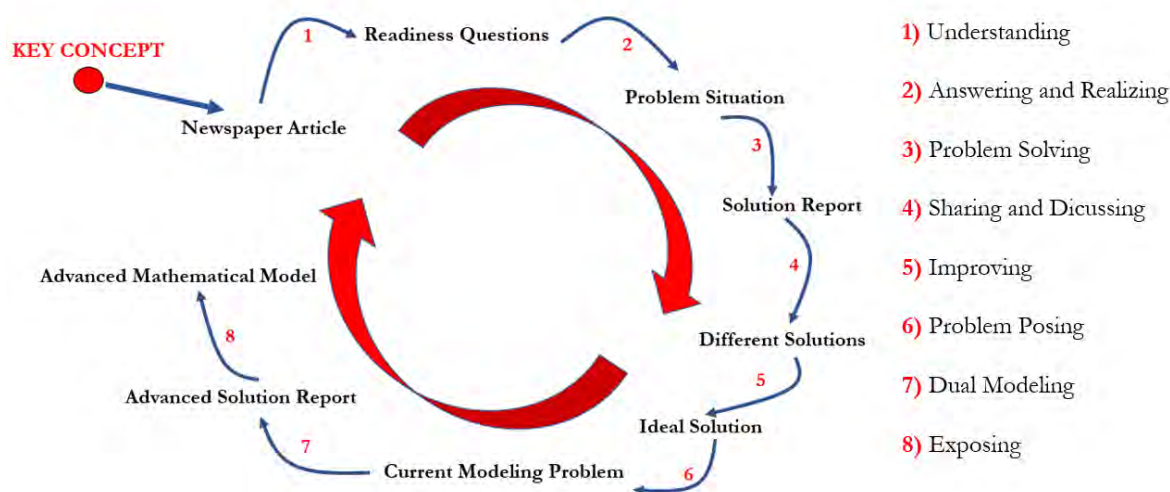 KEY CONCEPT
Newspaper Article
1
Readiness Questions
2
Problem Situation
3
Solution Report
4
Different Solutions
5
Ideal Solution
6
Current Modeling Problem
7
Advanced Solution Report
8
Advanced Mathematical Model
1) Understanding
2) Answering and Realizing
3) Problem Solving
4) Sharing and Dicussing
5) Improving
6) Problem Posing
7) Dual Modeling
8) Exposing